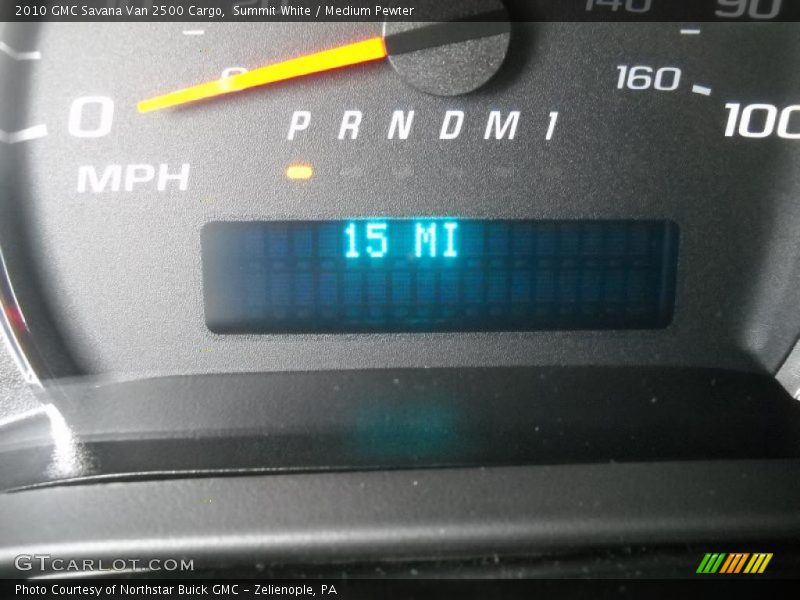 2010 GMC Savana Van 2500 Cargo, Summit White / Medium Pewter
140 90
0
160
100
P R N D M 1
MPH
15 MI
GTCARLOT.COM
Photo Courtesy of Northstar Buick GMC - Zelienople, PA